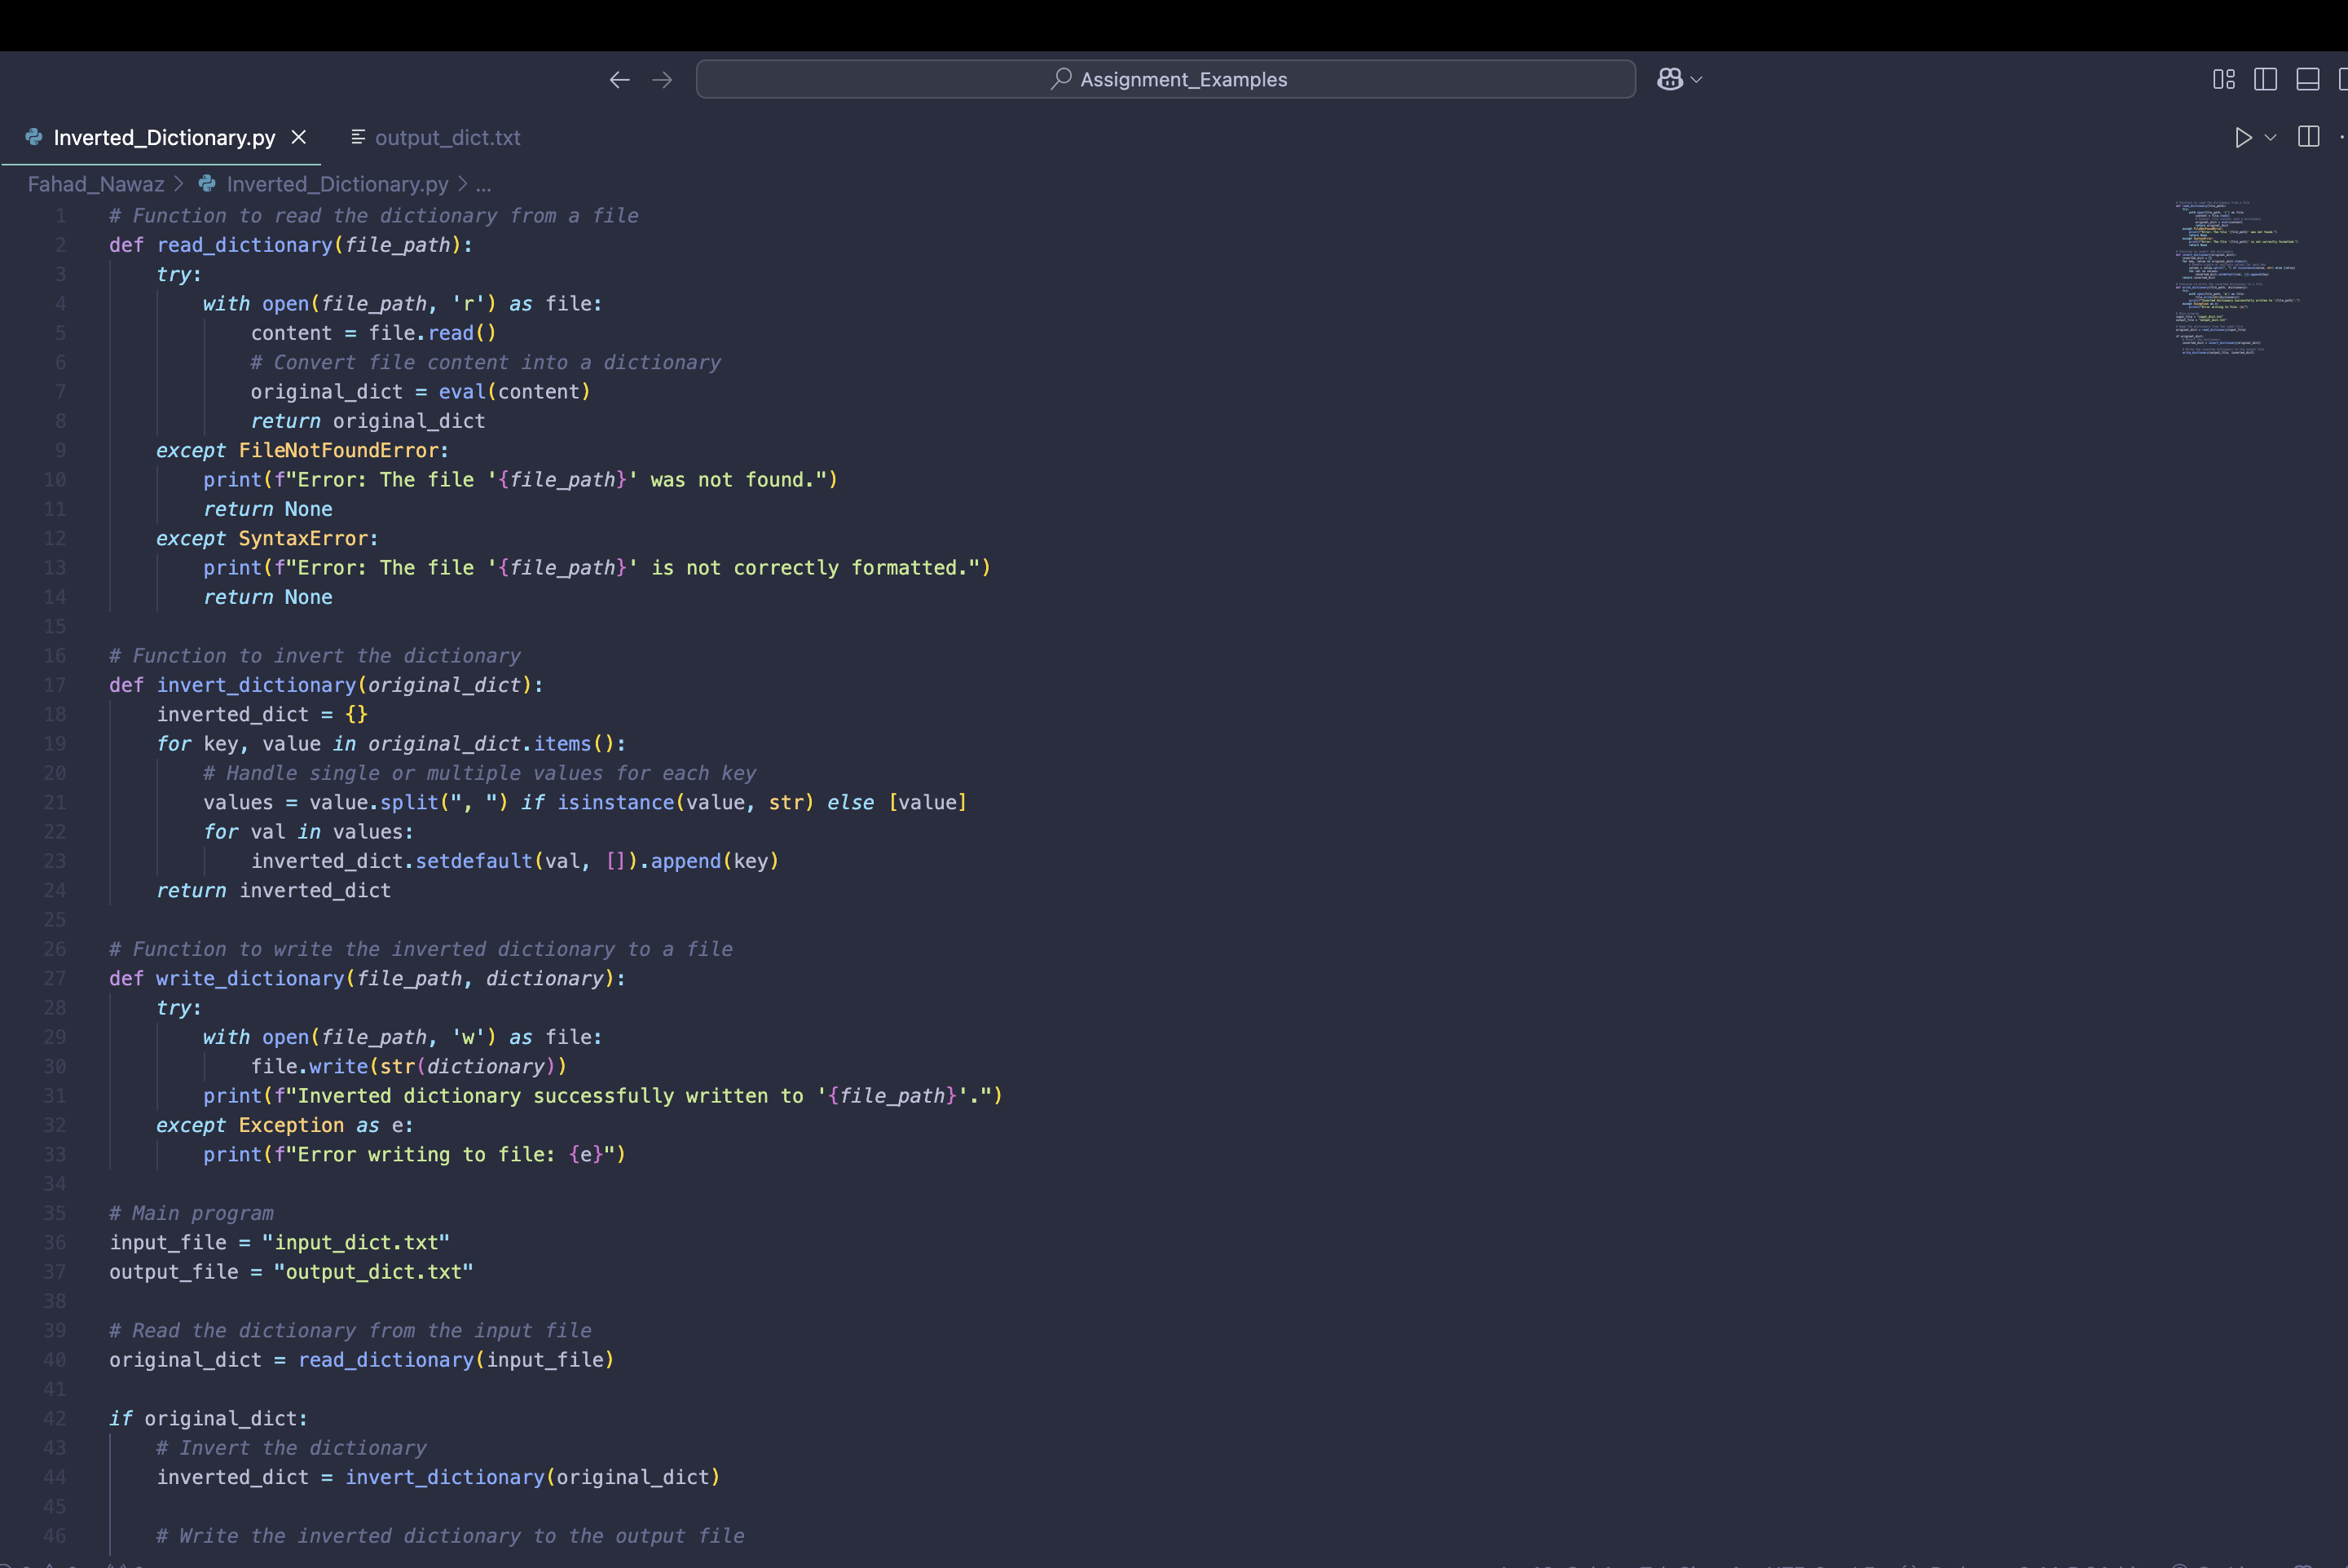 Assignment_Examples
Inverted_Dictionary.py
output_dict.txt
Fahad_Nawaz > Inverted_Dictionary.py > ...
1 # Function to read the dictionary from a file
2 def read_dictionary(file_path):
3     try:
4         with open(file_path, 'r') as file:
5             content = file.read()
6             # Convert file content into a dictionary
7             original_dict = eval(content)
8             return original_dict
9     except FileNotFoundError:
10         print(f"Error: The file '{file_path}' was not found.")
11         return None
12     except SyntaxError:
13         print(f"Error: The file '{file_path}' is not correctly formatted.")
14         return None
15
16 # Function to invert the dictionary
17 def invert_dictionary(original_dict):
18     inverted_dict = {}
19     for key, value in original_dict.items():
20         # Handle single or multiple values for each key
21         values = value.split(", ") if isinstance(value, str) else [value]
22         for val in values:
23             inverted_dict.setdefault(val, []).append(key)
24     return inverted_dict
25
26 # Function to write the inverted dictionary to a file
27 def write_dictionary(file_path, dictionary):
28     try:
29         with open(file_path, 'w') as file:
30             file.write(str(dictionary))
31         print(f"Inverted dictionary successfully written to '{file_path}'.")
32     except Exception as e:
33         print(f"Error writing to file: {e}")
34
35 # Main program
36 input_file = "input_dict.txt"
37 output_file = "output_dict.txt"
38
39 # Read the dictionary from the input file
40 original_dict = read_dictionary(input_file)
41
42 if original_dict:
43     # Invert the dictionary
44     inverted_dict = invert_dictionary(original_dict)
45
46     # Write the inverted dictionary to the output file